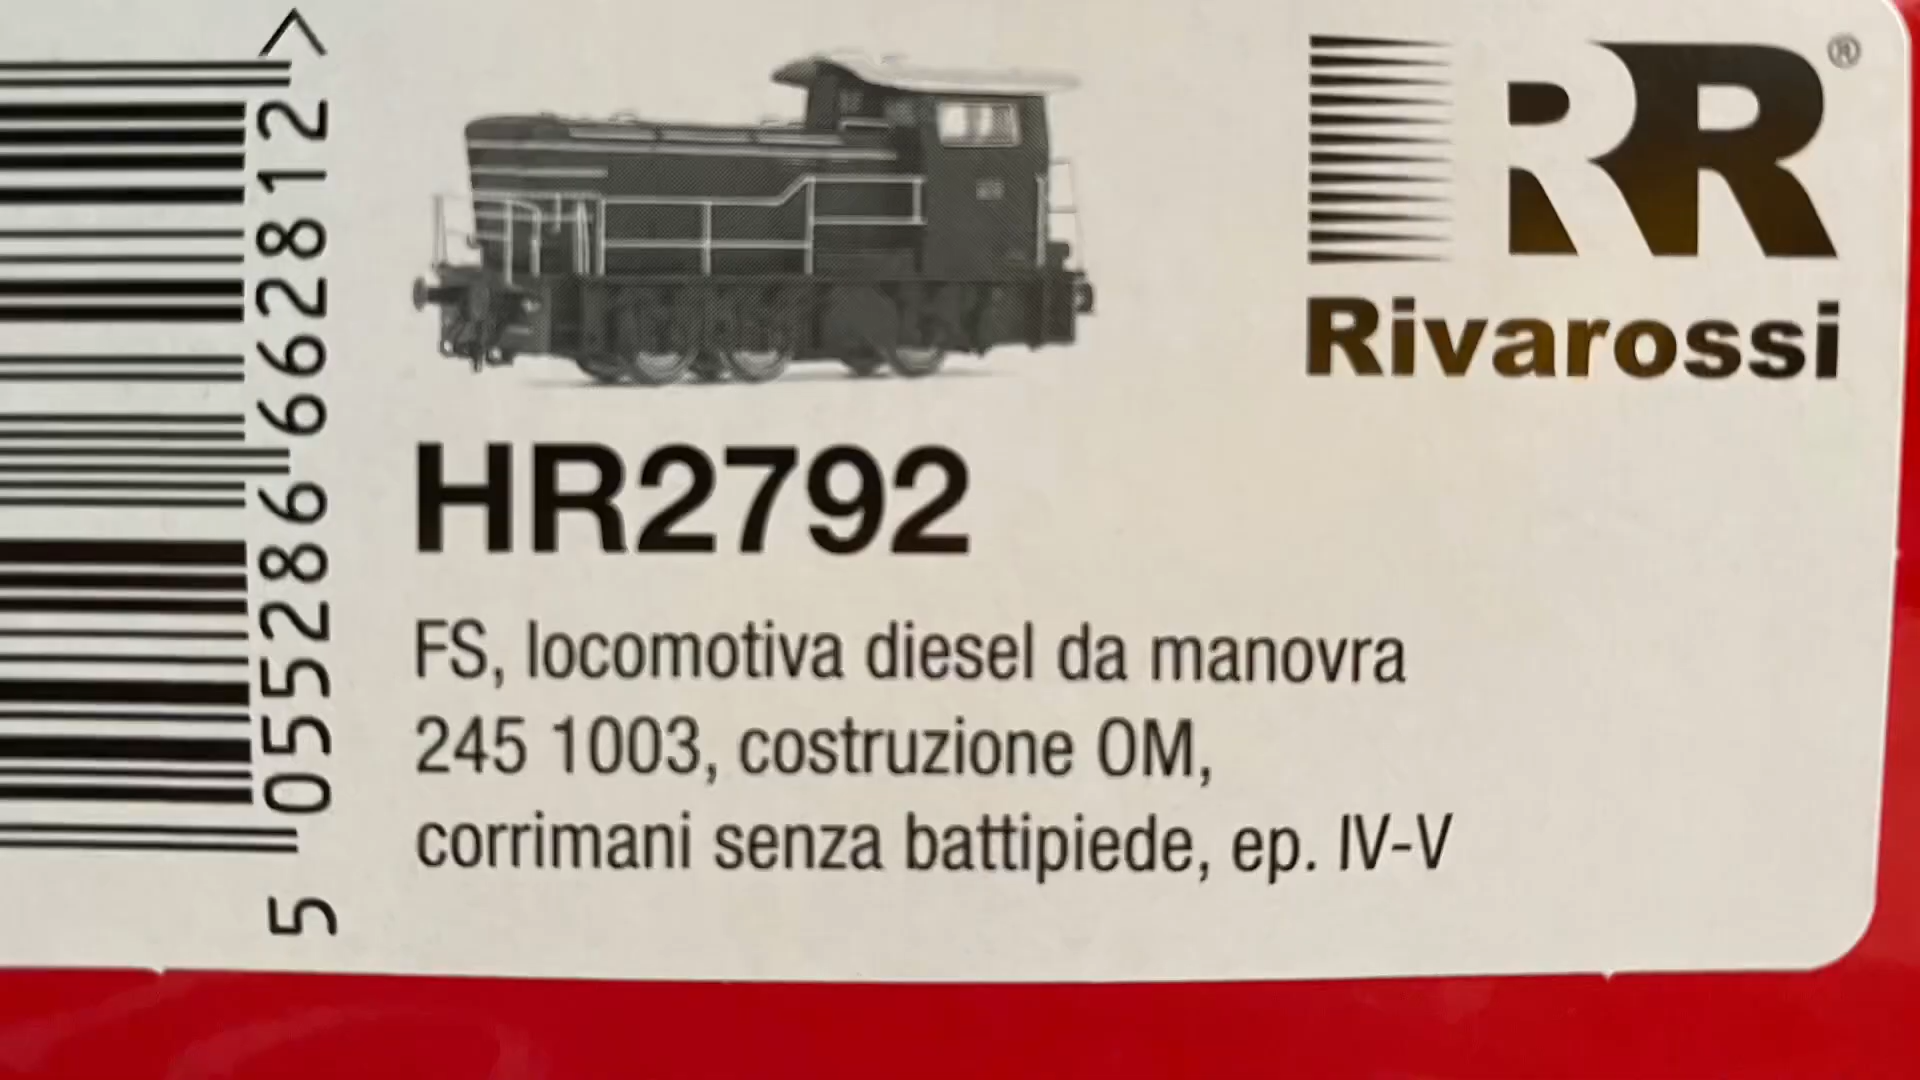 5 055286 662812 >
RR®
Rivarossi
HR2792
FS, locomotiva diesel da manovra
245 1003, costruzione OM,
corrimani senza battipiede, ep. IV-V